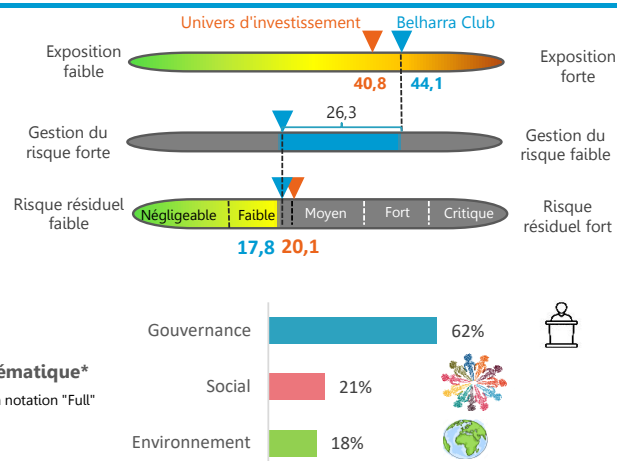 Univers d'investissement Belharra Club
Exposition
faible
Exposition
forte
40,8 44,1
26,3
Gestion du
risque forte
Gestion du
risque faible
Risque résiduel
faible
Négligeable Faible Moyen Fort Critique
Risque
résiduel fort
17,8 20,1
Gouvernance 62%
ématique*
notation "Full"
Social 21%
Environnement 18%